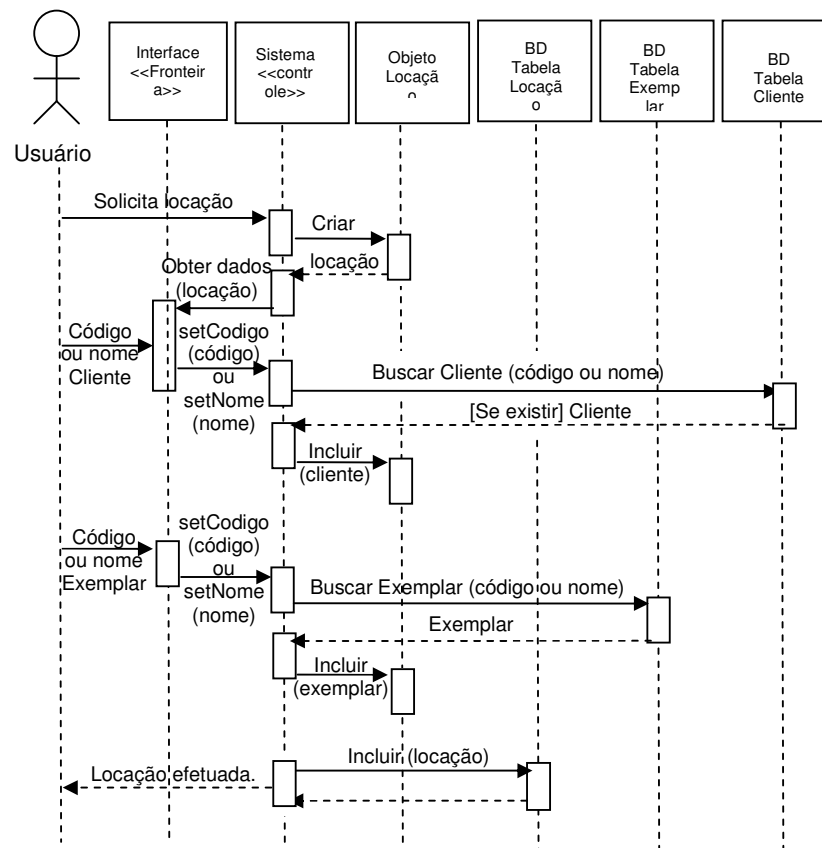 Interface
<<Fronteir
a>>
Sistema
<<contr
ole>>
Objeto
Locaçã
o
BD
Tabela
Locaçã
o
BD
Tabela
Exemp
lar
BD
Tabela
Cliente
Usuário
Solicita locação
Criar
locação
Obter dados
(locação)
Código
ou nome
Cliente
setCodigo
(código)
ou
setNome
(nome)
Buscar Cliente (código ou nome)
[Se existir] Cliente
Incluir
(cliente)
Código
ou nome
Exemplar
setCodigo
(código)
ou
setNome
(nome)
Buscar Exemplar (código ou nome)
Exemplar
Incluir
(exemplar)
Incluir (locação)
Locação efetuada.